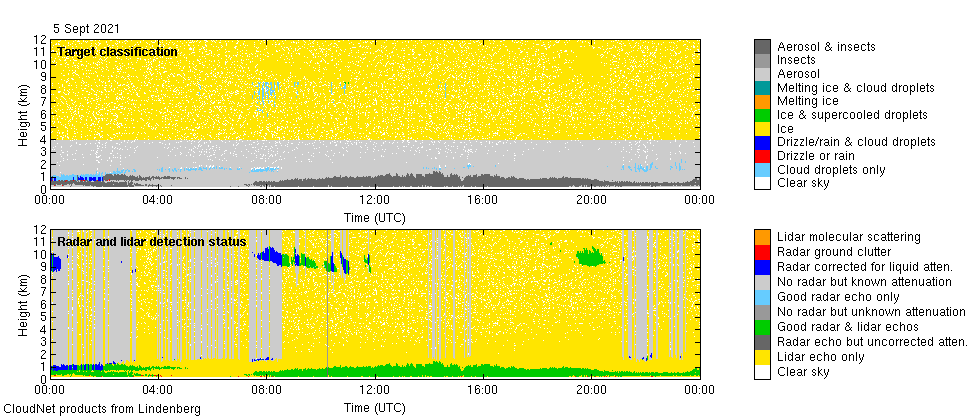 5 Sept 2021
Target classification
12
11
10
9
8
7
6
5
4
3
2
1
0
Height (km)
00:00 04:00 08:00 12:00 16:00 20:00 00:00
Time (UTC)
Aerosol & insects
Insects
Aerosol
Melting ice & cloud droplets
Melting ice
Ice & supercooled droplets
Ice
Drizzle/rain & cloud droplets
Drizzle or rain
Cloud droplets only
Clear sky
Radar and lidar detection status
12
11
10
9
8
7
6
5
4
3
2
1
0
Height (km)
00:00 04:00 08:00 12:00 16:00 20:00 00:00
Time (UTC)
Lidar molecular scattering
Radar ground clutter
Radar corrected for liquid atten.
No radar but known attenuation
Good radar echo only
No radar but unknown attenuation
Good radar & lidar echos
Radar echo but uncorrected atten.
Lidar echo only
Clear sky
CloudNet products from Lindenberg